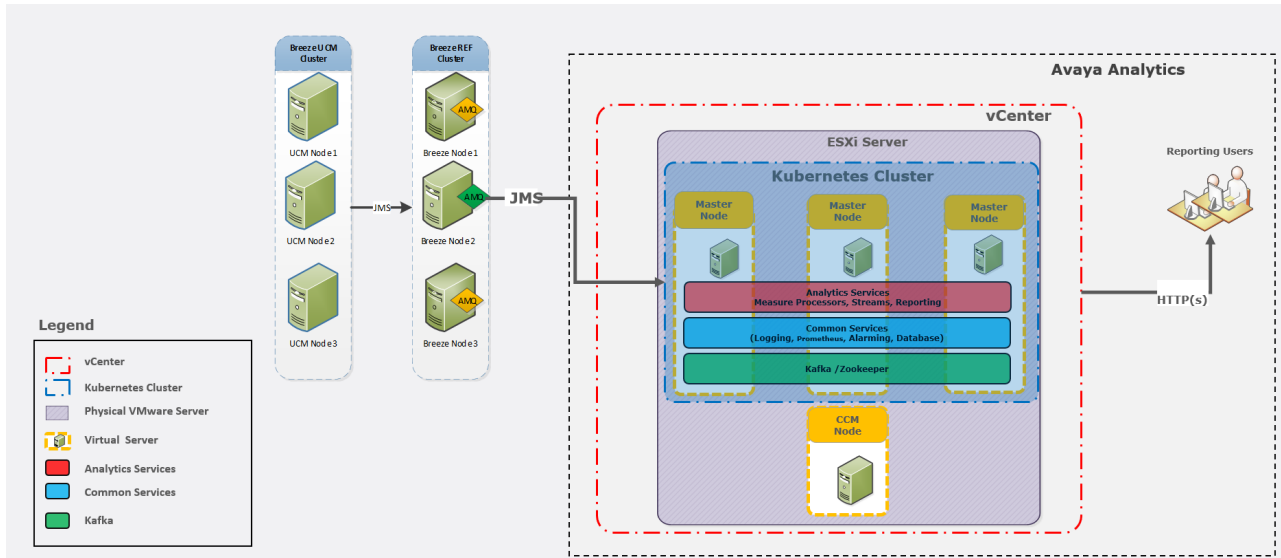 Breeze UCM
Cluster
UCM Node 1
UCM Node 2
UCM Node 3
JMS
Breeze REF
Cluster
AMQ
Breeze Node 1
AMQ
Breeze Node 2
AMQ
Breeze Node 3
JMS
Avaya Analytics
vCenter
ESXi Server
Kubernetes Cluster
Master
Node
Master
Node
Master
Node
Analytics Services
Measure Processors, Streams, Reporting
Common Services
(Logging, Prometheus, Alarming, Database)
Kafka /Zookeeper
CCM
Node
Reporting Users
HTTP(s)
Legend
vCenter
Kubernetes Cluster
Physical VMware Server
Virtual Server
Analytics Services
Common Services
Kafka